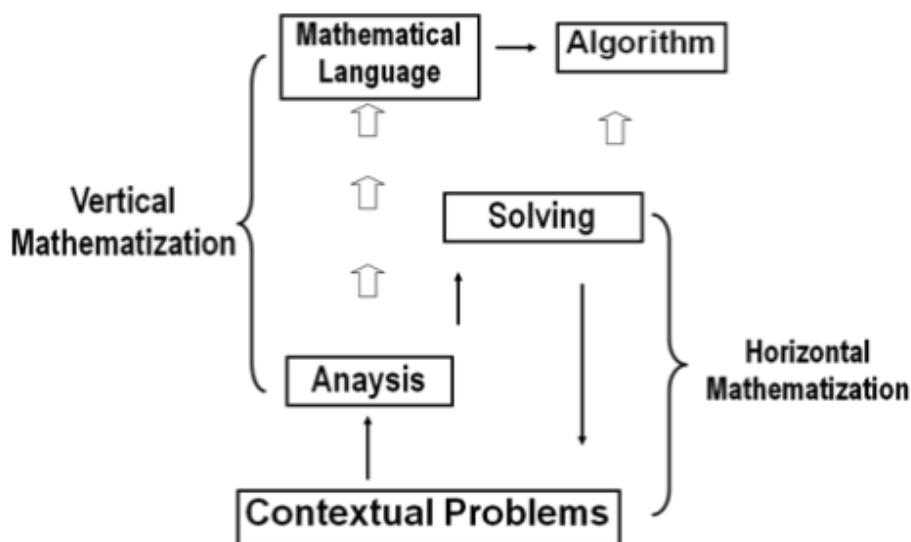 Mathematical
Language
Algorithm
Vertical
Mathematization
Solving
Anaysis
Horizontal
Mathematization
Contextual Problems